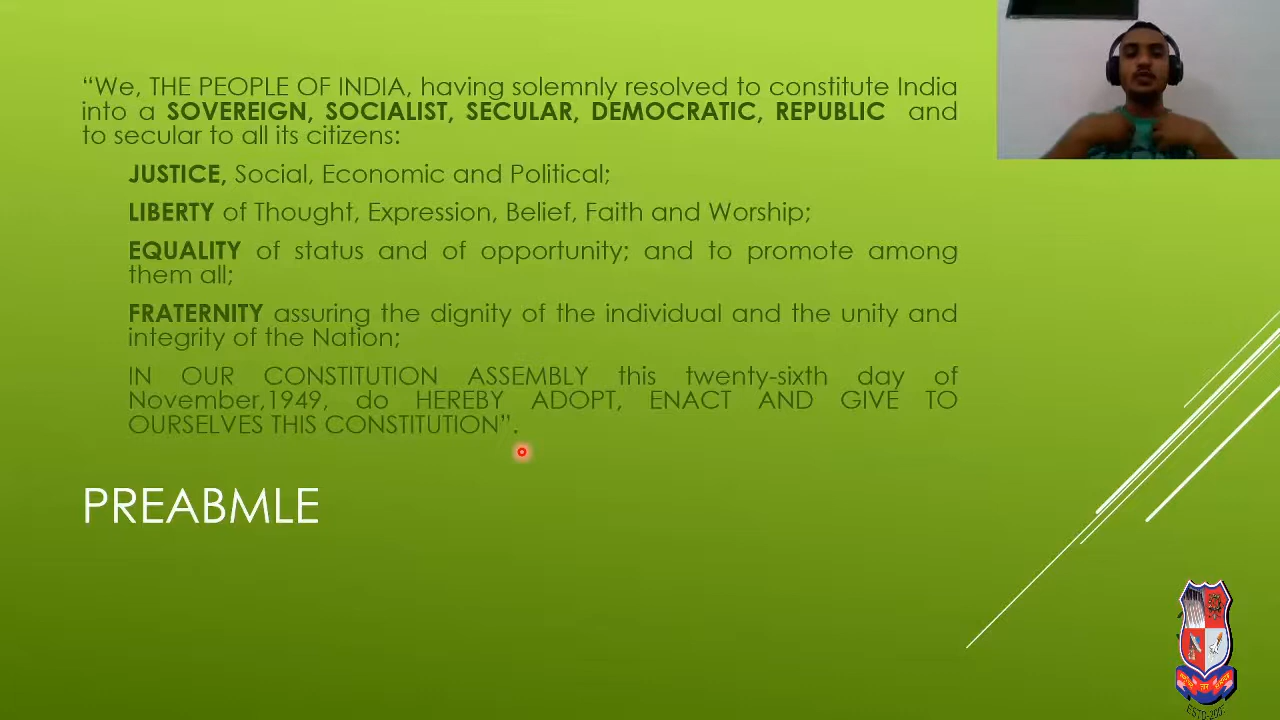 “We, THE PEOPLE OF INDIA, having solemnly resolved to constitute India
into a SOVEREIGN, SOCIALIST, SECULAR, DEMOCRATIC, REPUBLIC and
to secular to all its citizens:
JUSTICE, Social, Economic and Political;
LIBERTY of Thought, Expression, Belief, Faith and Worship;
EQUALITY of status and of opportunity; and to promote among
them all;
FRATERNITY assuring the dignity of the individual and the unity and
integrity of the Nation;
IN OUR CONSTITUTION ASSEMBLY this twenty-sixth day of
November,1949, do HEREBY ADOPT, ENACT AND GIVE TO
OURSELVES THIS CONSTITUTION”.
PREABMLE